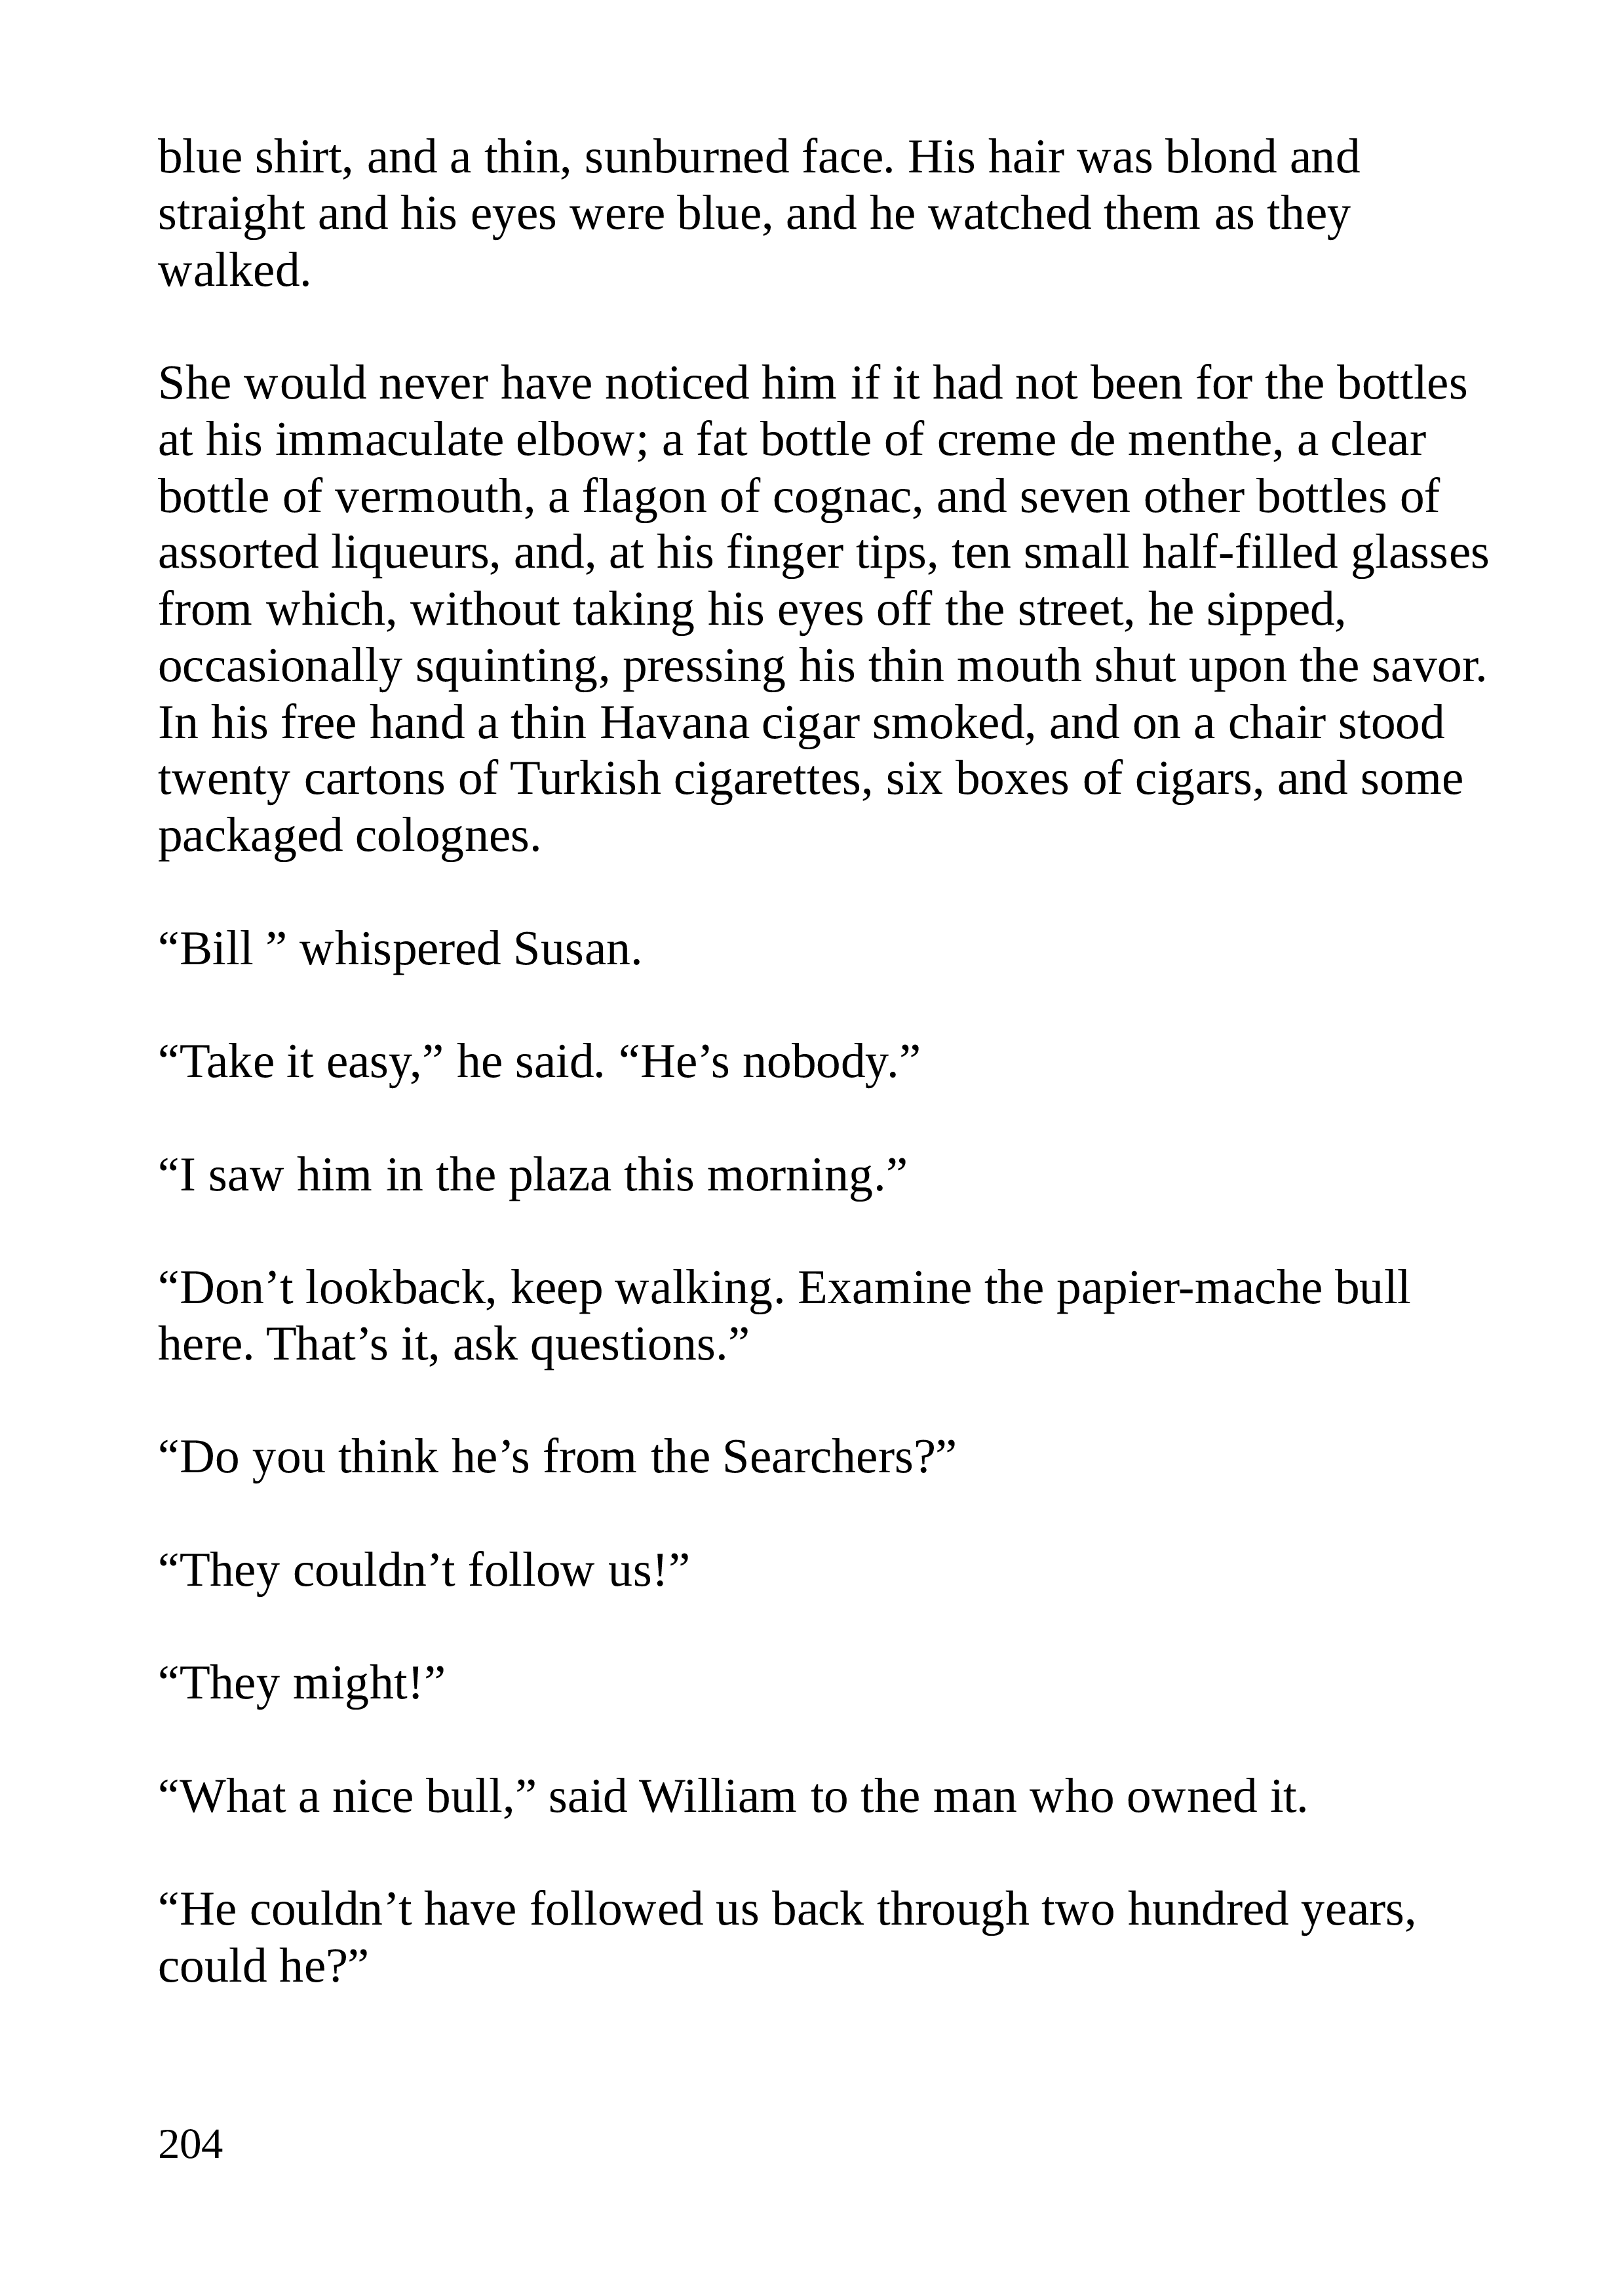 blue shirt, and a thin, sunburned face. His hair was blond and
straight and his eyes were blue, and he watched them as they
walked.
She would never have noticed him if it had not been for the bottles
at his immaculate elbow; a fat bottle of creme de menthe, a clear
bottle of vermouth, a flagon of cognac, and seven other bottles of
assorted liqueurs, and, at his finger tips, ten small half-filled glasses
from which, without taking his eyes off the street, he sipped,
occasionally squinting, pressing his thin mouth shut upon the savor.
In his free hand a thin Havana cigar smoked, and on a chair stood
twenty cartons of Turkish cigarettes, six boxes of cigars, and some
packaged colognes.
“Bill ” whispered Susan.
“Take it easy,” he said. “He’s nobody.”
“I saw him in the plaza this morning.”
“Don’t lookback, keep walking. Examine the papier-mache bull
here. That’s it, ask questions.”
“Do you think he’s from the Searchers?”
“They couldn’t follow us!”
“They might!”
“What a nice bull,” said William to the man who owned it.
“He couldn’t have followed us back through two hundred years,
could he?”
204